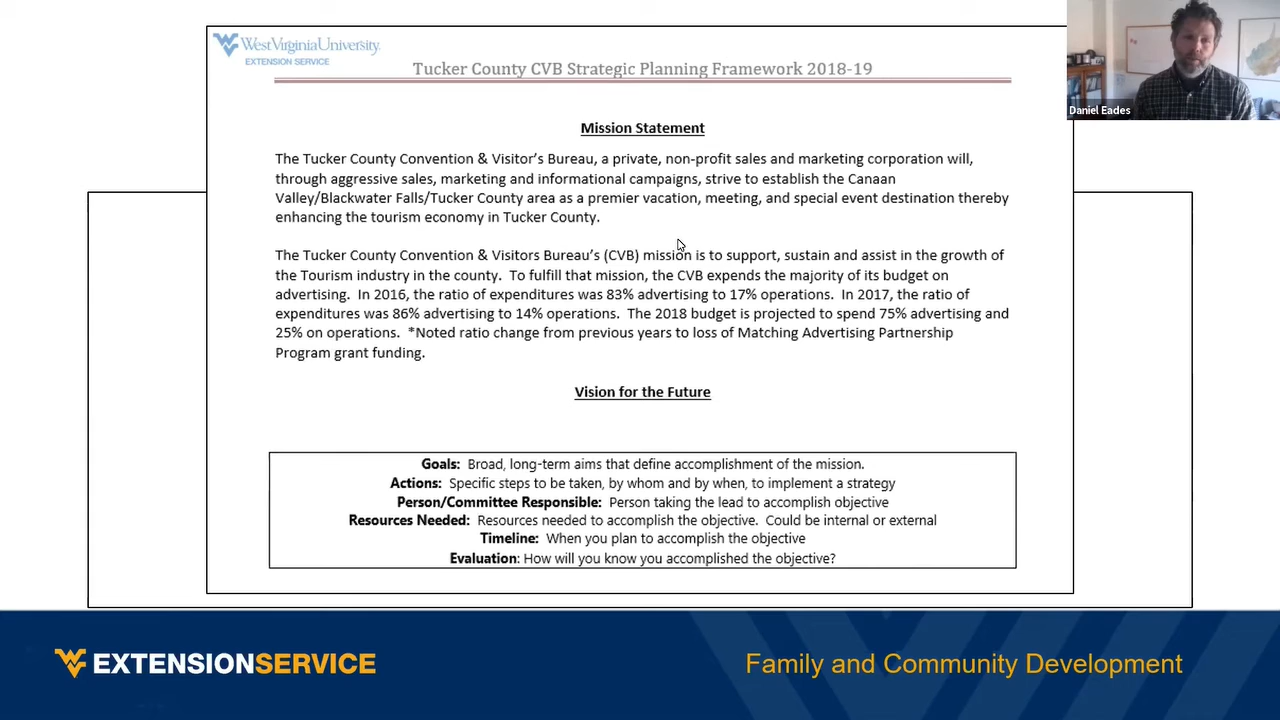 West Virginia University
EXTENSION SERVICE
Tucker County CVB Strategic Planning Framework 2018-19
Daniel Eades
Mission Statement
The Tucker County Convention & Visitor's Bureau, a private, non-profit sales and marketing corporation will,
through aggressive sales, marketing and informational campaigns, strive to establish the Canaan
Valley/Blackwater Falls/Tucker County area as a premier vacation, meeting, and special event destination thereby
enhancing the tourism economy in Tucker County.
The Tucker County Convention & Visitors Bureau's (CVB) mission is to support, sustain and assist in the growth of
the Tourism industry in the county. To fulfill that mission, the CVB expends the majority of its budget on
advertising. In 2016, the ratio of expenditures was 83% advertising to 17% operations. In 2017, the ratio of
expenditures was 86% advertising to 14% operations. The 2018 budget is projected to spend 75% advertising and
25% on operations. *Noted ratio change from previous years to loss of Matching Advertising Partnership
Program grant funding.
Vision for the Future
Goals: Broad, long-term aims that define accomplishment of the mission.
Actions: Specific steps to be taken, by whom and by when, to implement a strategy
Person/Committee Responsible: Person taking the lead to accomplish objective
Resources Needed: Resources needed to accomplish the objective. Could be internal or external
Timeline: When you plan to accomplish the objective
Evaluation: How will you know you accomplished the objective?
EXTENSIONSERVICE
Family and Community Development